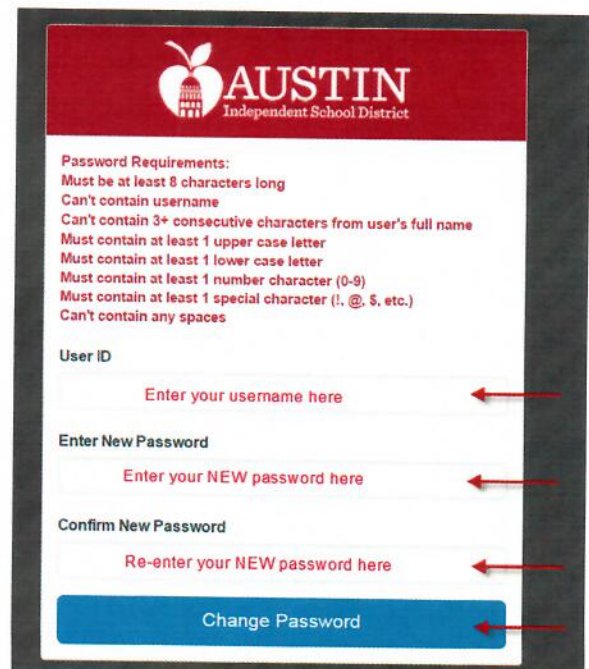 AUSTIN
Independent School District
Password Requirements:
Must be at least 8 characters long
Can't contain username
Can't contain 3+ consecutive characters from user's full name
Must contain at least 1 upper case letter
Must contain at least 1 lower case letter
Must contain at least 1 number character (0-9)
Must contain at least 1 special character (!, @, $, etc.)
Can't contain any spaces
User ID
Enter your username here
Enter New Password
Enter your NEW password here
Confirm New Password
Re-enter your NEW password here
Change Password